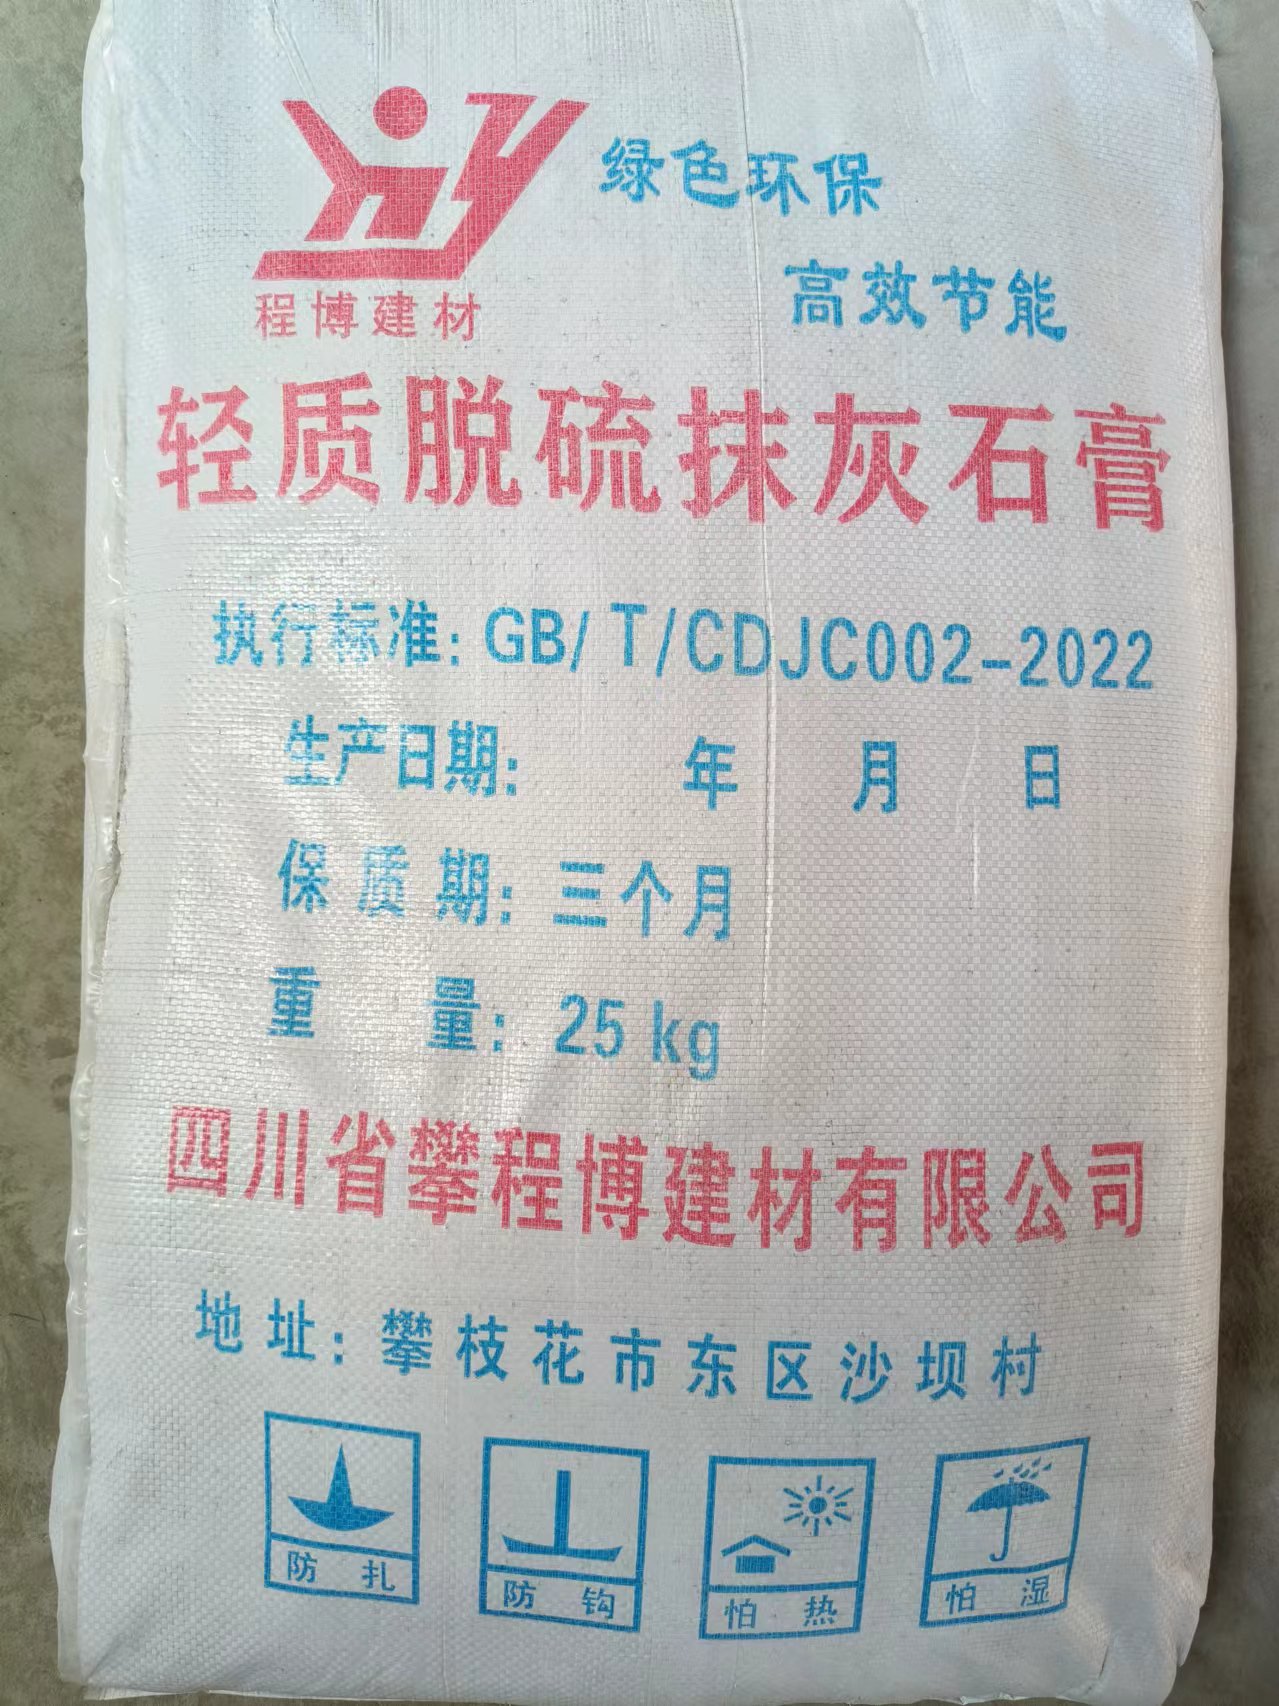 绿色环保
高效节能
程博建材
轻质脱硫抹灰石膏
执行标准: GB/T/CDJC002-2022
生产日期: 年 月 日
保质期: 三个月
重量: 25kg
四川省攀程博建材有限公司
地址: 攀枝花市东区沙坝村
防扎 防钩 怕热 怕湿